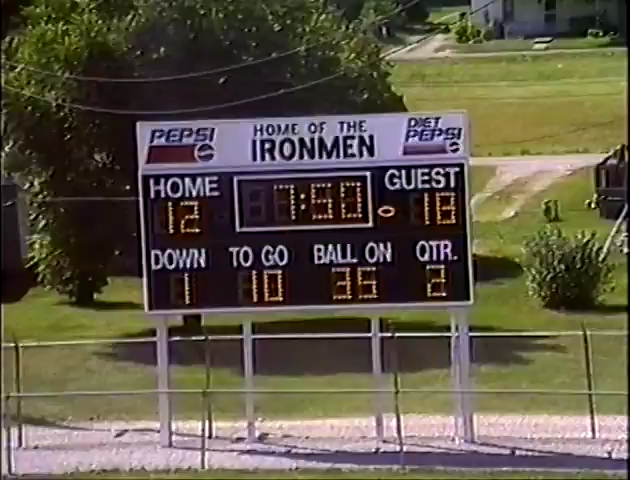 PEPSI HOME OF THE DIET PEPSI
IRONMEN
HOME 7:50 GUEST
12 18
DOWN TO GO BALL ON QTR.
1 10 35 2